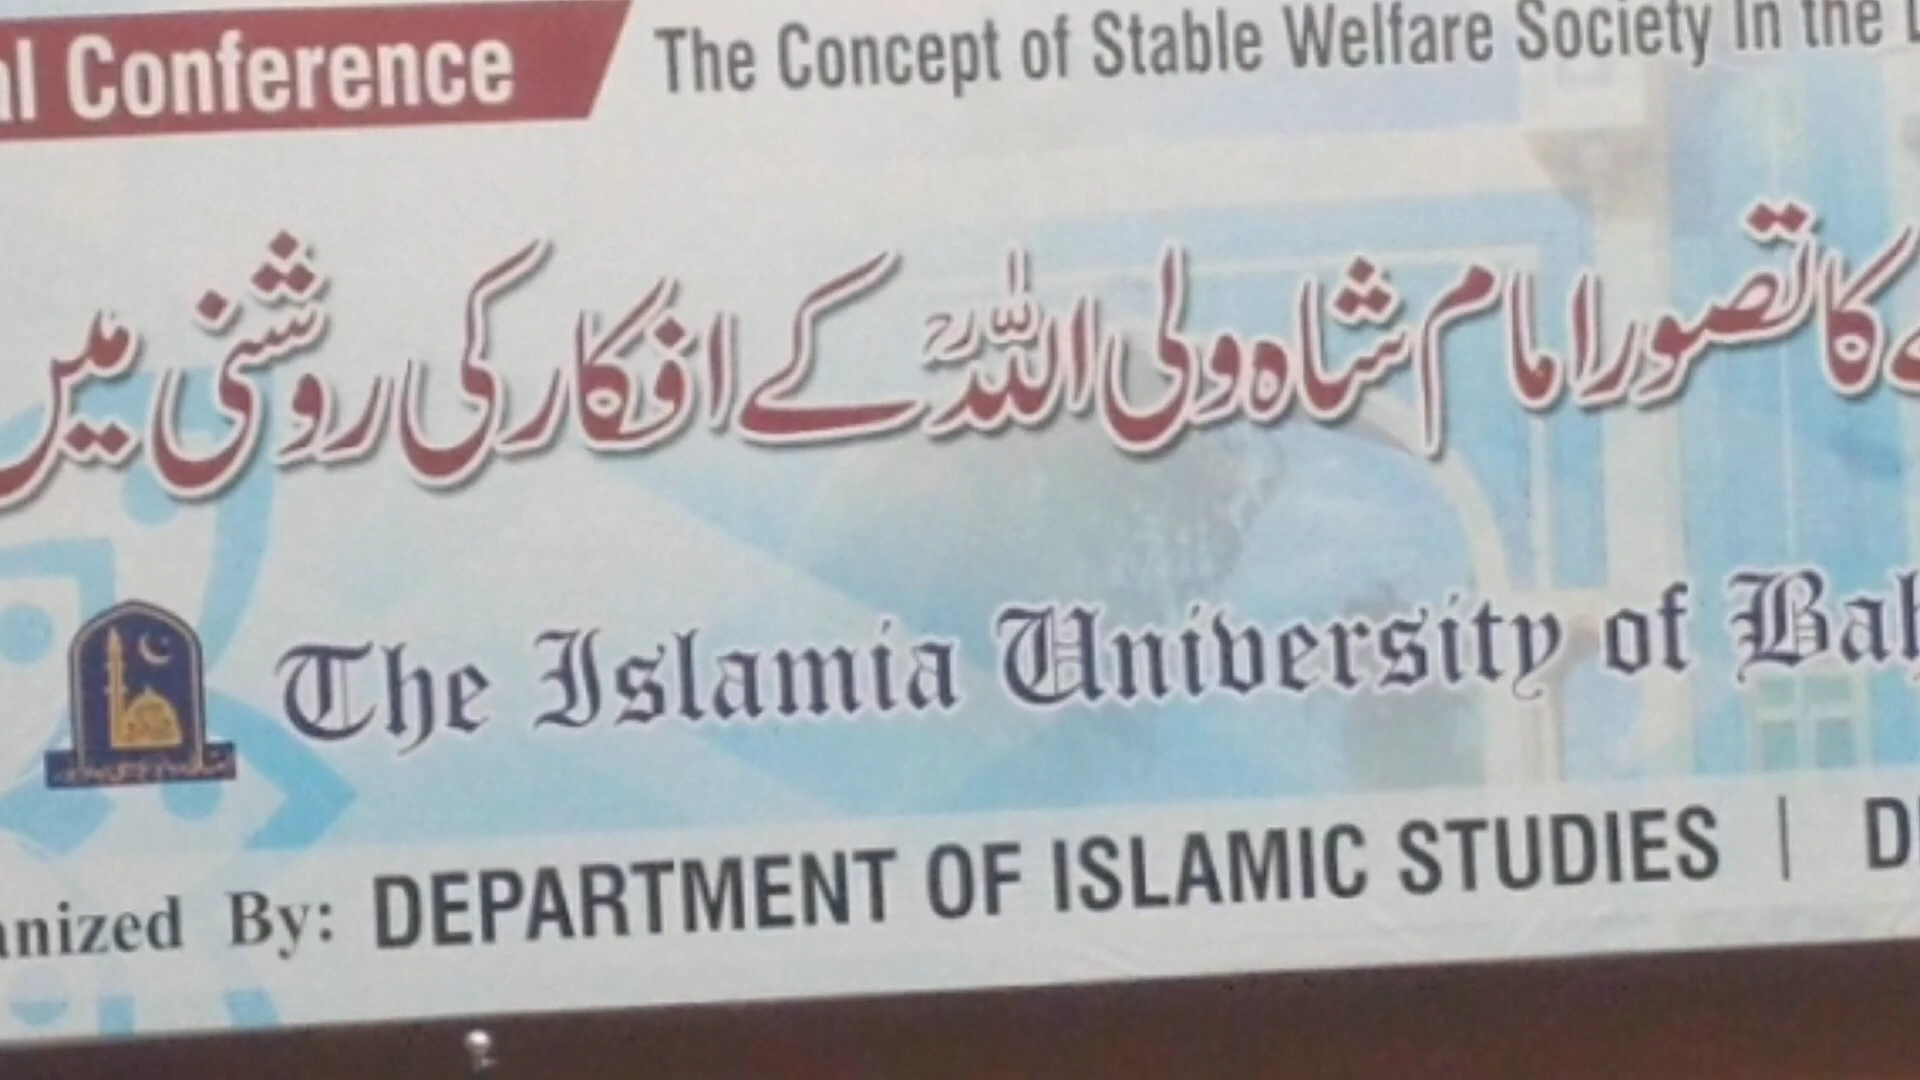 Conference
The Concept of Stable Welfare Society In the
کا تصور امام شاہ ولی اللہؒ کے افکار کی روشنی میں
The Islamia University of
By: DEPARTMENT OF ISLAMIC STUDIES |